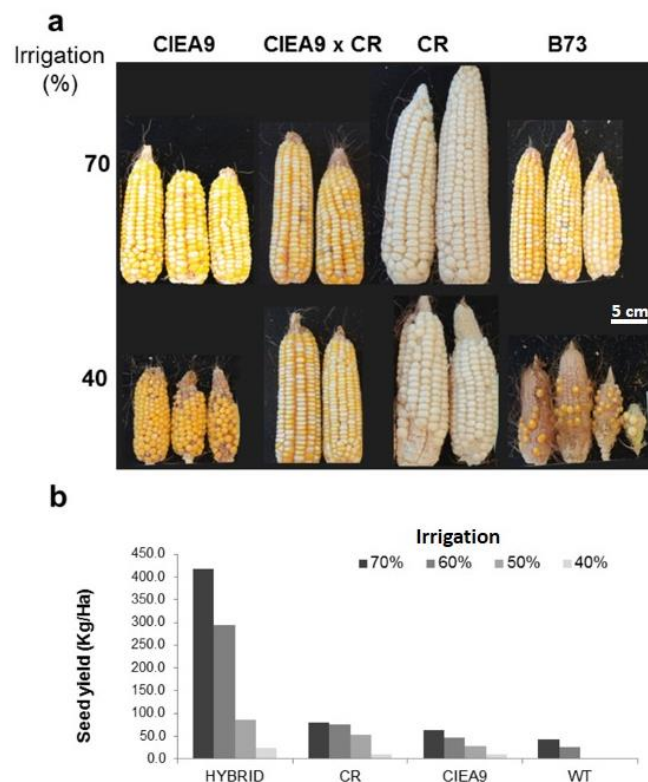 a
CIEA9 CIEA9 x CR CR B73
Irrigation
(%)
70
5 cm
40
b
Irrigation
70% 60% 50% 40%
Seed yield (Kg/Ha)
450.0
400.0
350.0
300.0
250.0
200.0
150.0
100.0
50.0
0.0
HYBRID CR CIEA9 WT